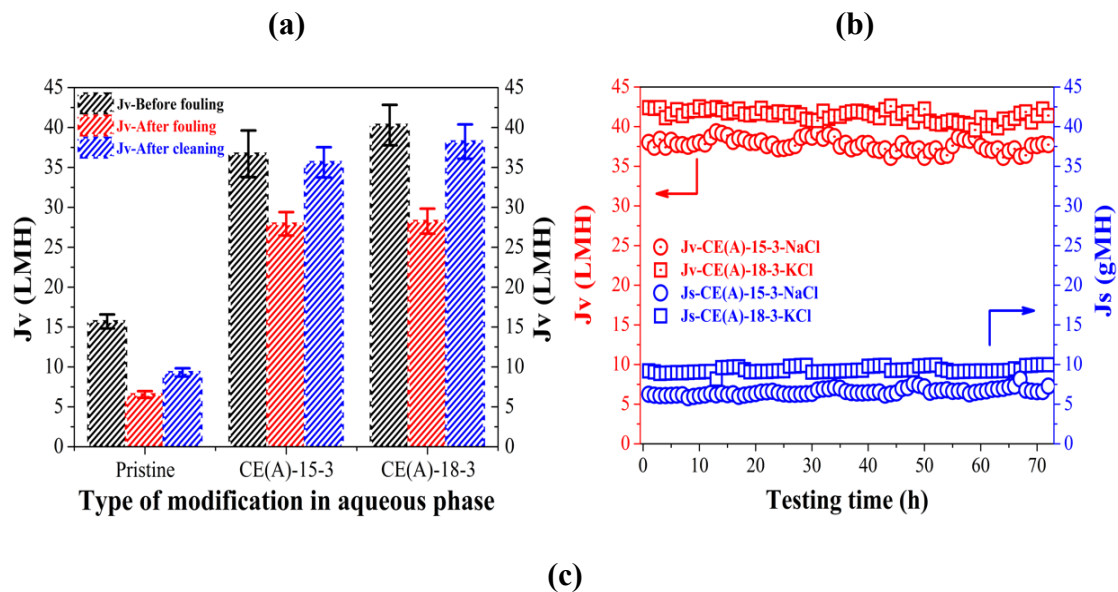 (a)
(b)
45
40
35
30
25
20
15
10
5
0
Jv (LMH)
Jv-Before fouling
Jv-After fouling
Jv-After cleaning
45
40
35
30
25
20
15
10
5
0
Jv (LMH)
Pristine CE(A)-15-3 CE(A)-18-3
Type of modification in aqueous phase
45
40
35
30
25
20
15
10
5
0
Jv (LMH)
Jv-CE(A)-15-3-NaCl
Jv-CE(A)-18-3-KCl
Js-CE(A)-15-3-NaCl
Js-CE(A)-18-3-KCl
45
40
35
30
25
20
15
10
5
0
Js (gMH)
0 10 20 30 40 50 60 70
Testing time (h)
(c)